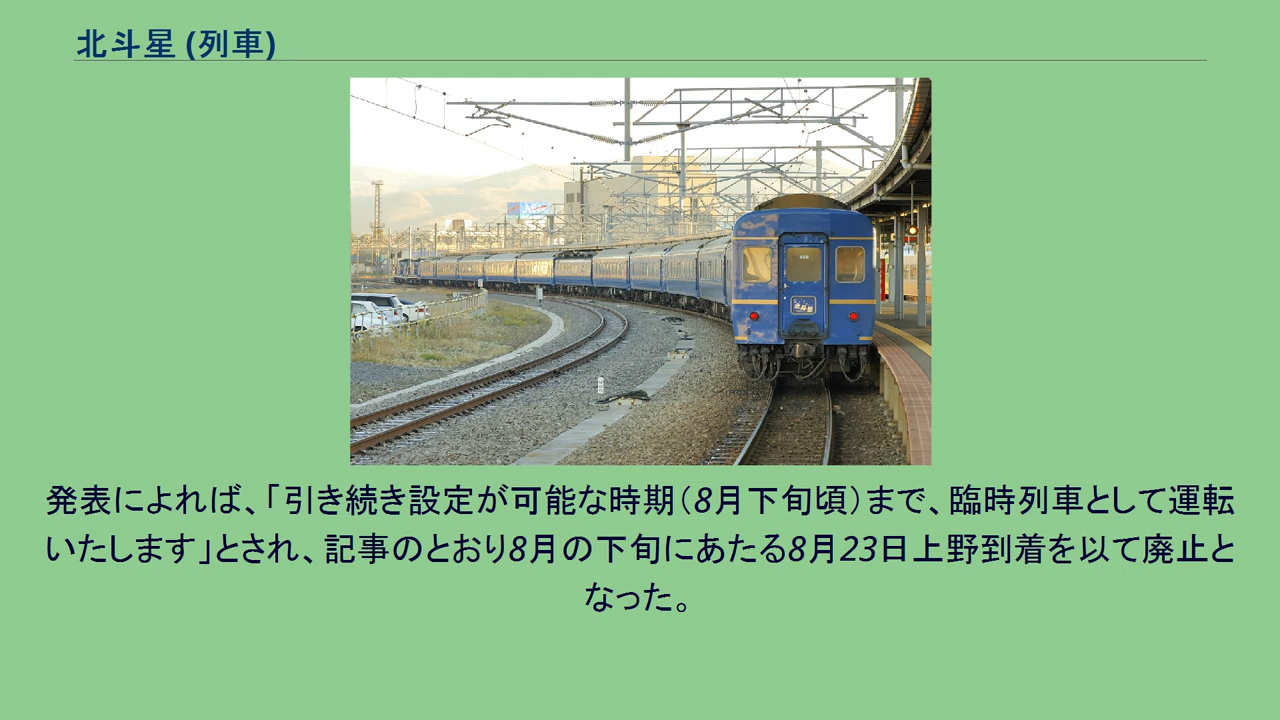 北斗星 (列車)
発表によれば、「引き続き設定が可能な時期（8月下旬頃）まで、臨時列車として運転
いたします」とされ、記事のとおり8月の下旬にあたる8月23日上野到着を以て廃止と
なった。